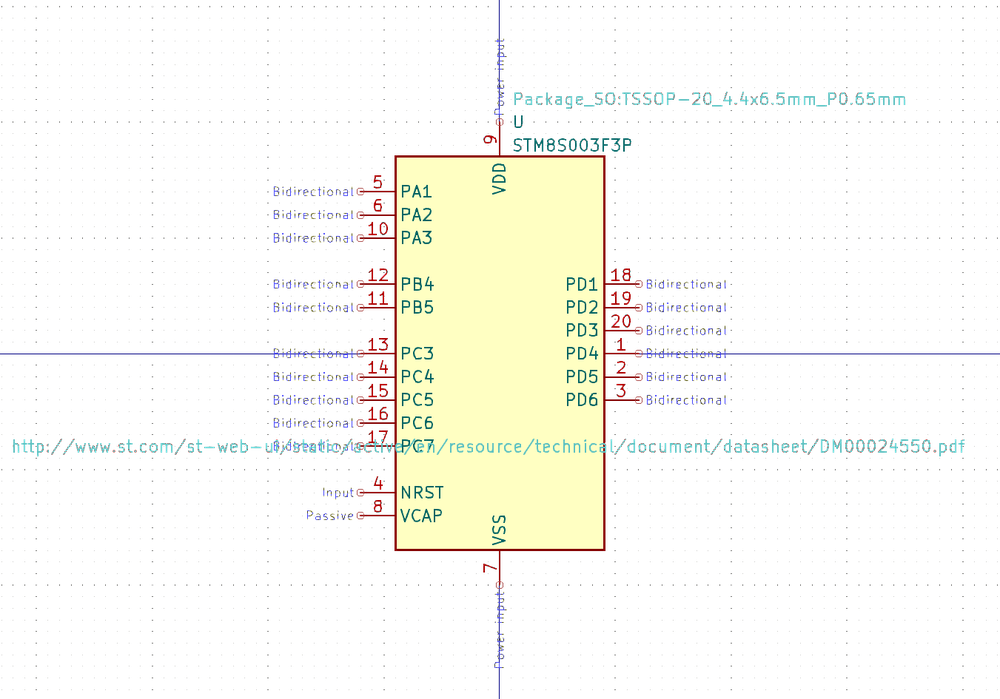 Power input
Package_SO:TSSOP-20_4.4x6.5mm_P0.65mm
9 U
STM8S003F3P
VDD
Bidirectional 5 PA1
Bidirectional 6 PA2
Bidirectional 10 PA3
Bidirectional 12 PB4 PD1 18 Bidirectional
Bidirectional 11 PB5 PD2 19 Bidirectional
PD3 20 Bidirectional
Bidirectional 13 PC3 PD4 1 Bidirectional
Bidirectional 14 PC4 PD5 2 Bidirectional
Bidirectional 15 PC5 PD6 3 Bidirectional
Bidirectional 16 PC6
Bidirectional 17 PC7
http://www.st.com/st-web-ui/static/active/en/resource/technical/document/datasheet/DM00024550.pdf
Input 4 NRST
Passive 8 VCAP
VSS
7
Power input